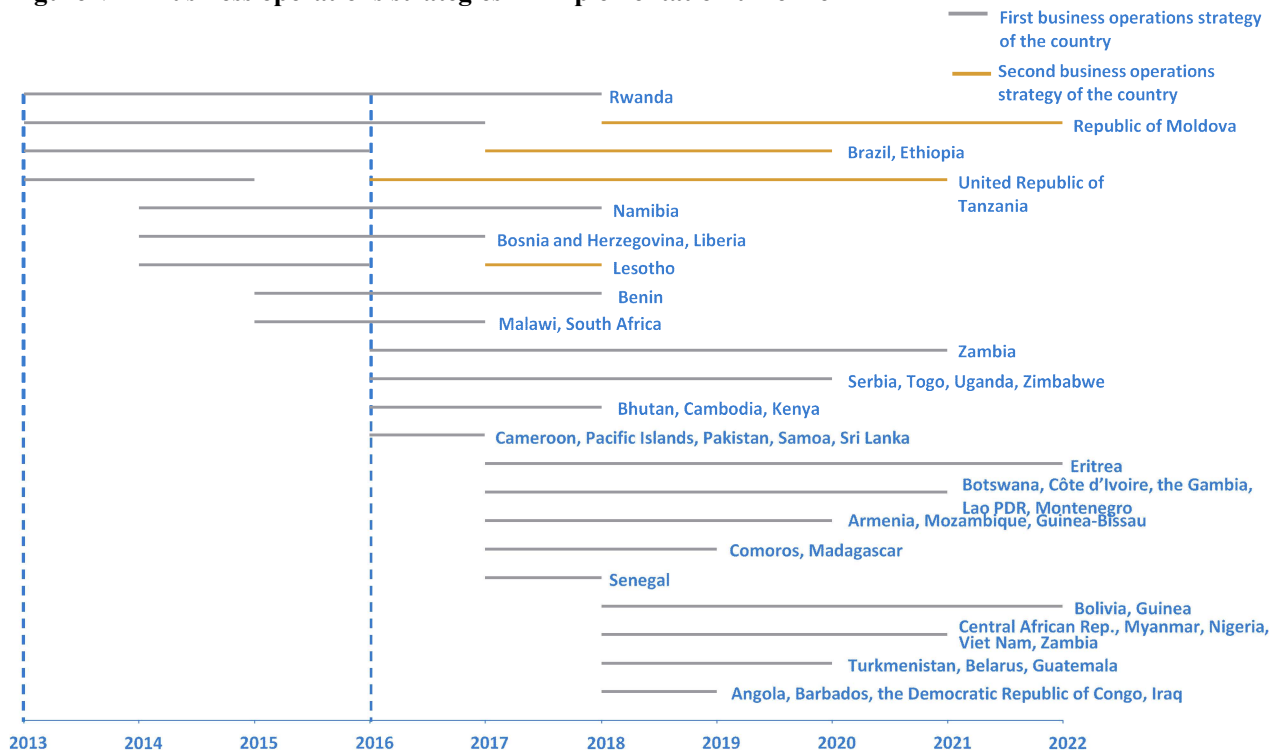 First business operations strategy
of the country
Second business operations
strategy of the country
Rwanda
Republic of Moldova
Brazil, Ethiopia
United Republic of
Tanzania
Namibia
Bosnia and Herzegovina, Liberia
Lesotho
Benin
Malawi, South Africa
Zambia
Serbia, Togo, Uganda, Zimbabwe
Bhutan, Cambodia, Kenya
Cameroon, Pacific Islands, Pakistan, Samoa, Sri Lanka
Eritrea
Botswana, Côte d’Ivoire, the Gambia,
Lao PDR, Montenegro
Armenia, Mozambique, Guinea-Bissau
Comoros, Madagascar
Senegal
Bolivia, Guinea
Central African Rep., Myanmar, Nigeria,
Viet Nam, Zambia
Turkmenistan, Belarus, Guatemala
Angola, Barbados, the Democratic Republic of Congo, Iraq
2013 2014 2015 2016 2017 2018 2019 2020 2021 2022